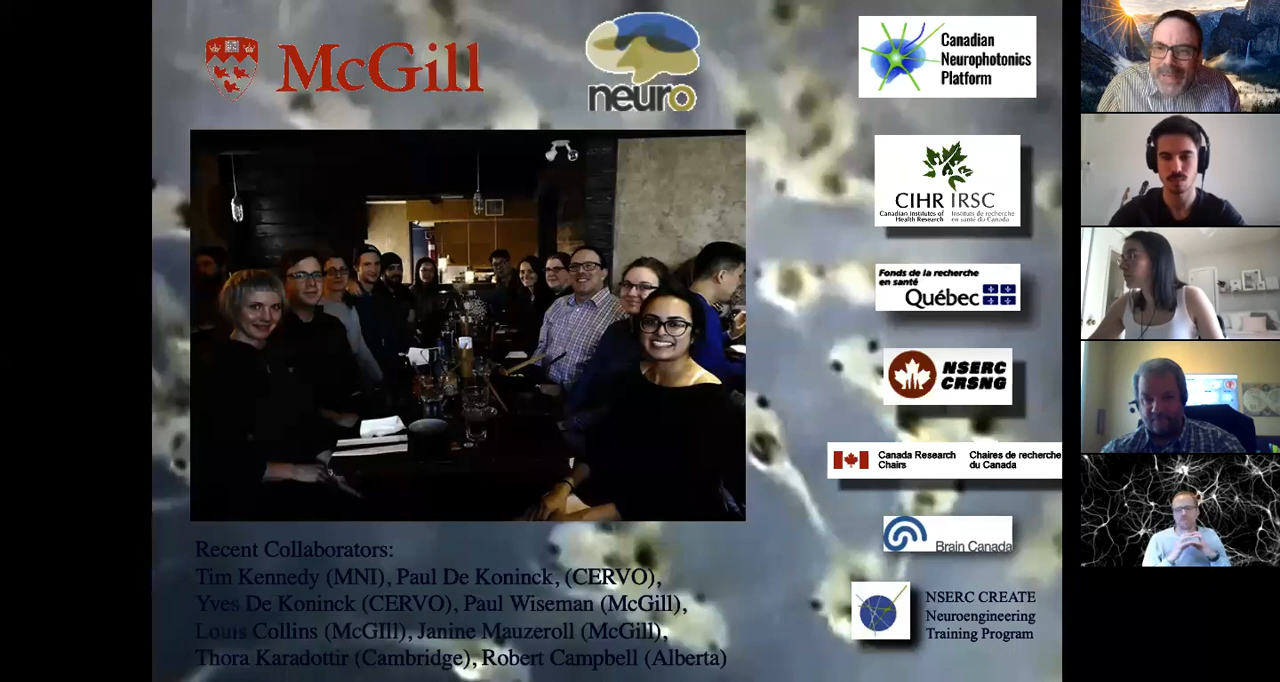 McGill
neuro
Canadian
Neurophotonics
Platform
CIHR IRSC
Canadian Institutes of Health Research
Instituts de recherche en santé du Canada
Fonds de la recherche
en santé
Québec
NSERC
CRSNG
Canada Research
Chairs
Chaires de recherche
du Canada
Brain Canada
NSERC CREATE
Neuroengineering
Training Program
Recent Collaborators:
Tim Kennedy (MNI), Paul De Koninck, (CERVO),
Yves De Koninck (CERVO), Paul Wiseman (McGill),
Louis Collins (McGIll), Janine Mauzeroll (McGill),
Thora Karadottir (Cambridge), Robert Campbell (Alberta)